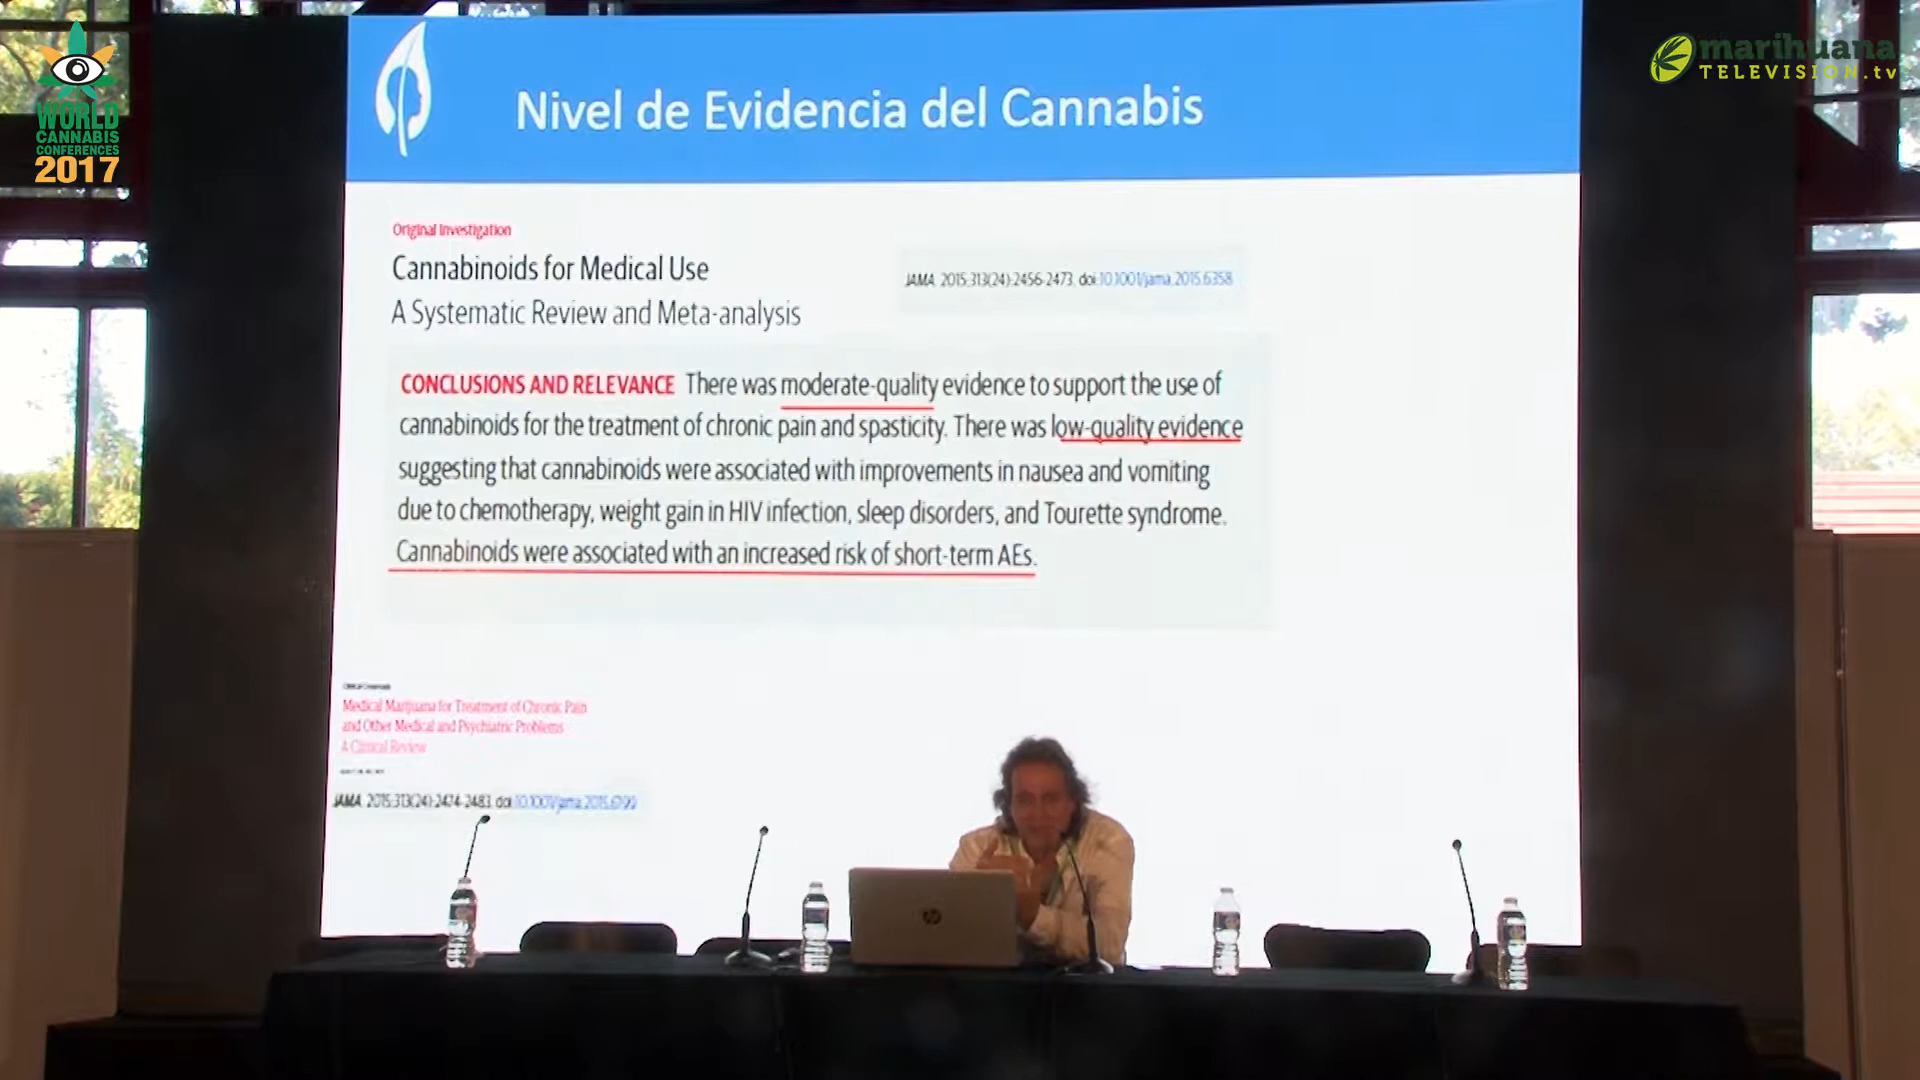 WORLD
CANNABIS
CONFERENCES
2017
marihuana
TELEVISION.tv
Nivel de Evidencia del Cannabis
Original Investigation
Cannabinoids for Medical Use
A Systematic Review and Meta-analysis
JAMA. 2015;313(24):2456-2473. doi:10.1001/jama.2015.6358
CONCLUSIONS AND RELEVANCE There was moderate-quality evidence to support the use of
cannabinoids for the treatment of chronic pain and spasticity. There was low-quality evidence
suggesting that cannabinoids were associated with improvements in nausea and vomiting
due to chemotherapy, weight gain in HIV infection, sleep disorders, and Tourette syndrome.
Cannabinoids were associated with an increased risk of short-term AEs.
Medical Marijuana for Treatment of Chronic Pain
and Other Medical and Psychiatric Problems
A Clinical Review
JAMA. 2015;313(24):2474-2483. doi:10.1001/jama.2015.6199
hp